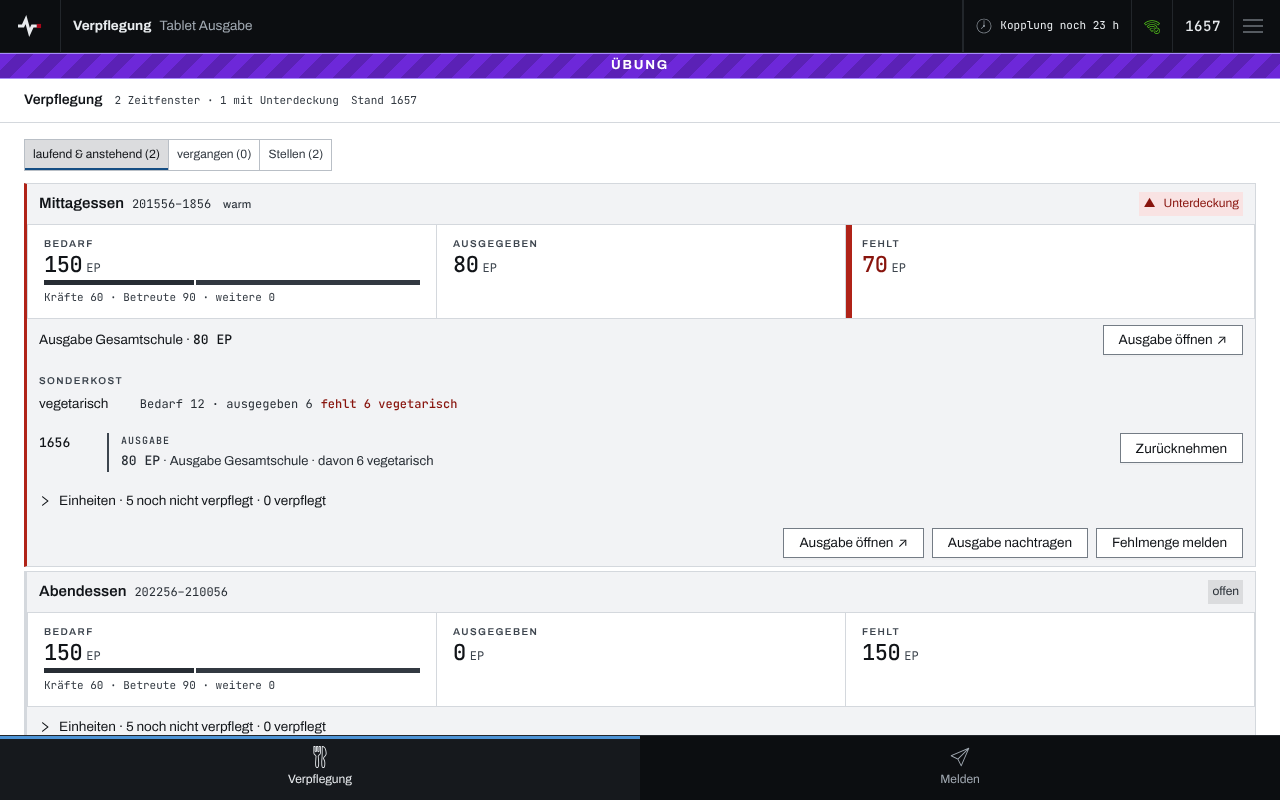 Verpflegung Tablet Ausgabe
Kopplung noch 23 h
1657
ÜBUNG
Verpflegung 2 Zeitfenster · 1 mit Unterdeckung Stand 1657
laufend & anstehend (2) vergangen (0) Stellen (2)
Mittagessen 201556–1856 warm Unterdeckung
BEDARF AUSGEGEBEN FEHLT
150 EP 80 EP 70 EP
Kräfte 60 · Betreute 90 · weitere 0
Ausgabe Gesamtschule · 80 EP Ausgabe öffnen ↗
SONDERKOST
vegetarisch Bedarf 12 · ausgegeben 6 fehlt 6 vegetarisch
1656 AUSGABE
80 EP · Ausgabe Gesamtschule · davon 6 vegetarisch Zurücknehmen
Einheiten · 5 noch nicht verpflegt · 0 verpflegt
Ausgabe öffnen ↗ Ausgabe nachtragen Fehlmenge melden
Abendessen 202256–210056 offen
BEDARF AUSGEGEBEN FEHLT
150 EP 0 EP 150 EP
Kräfte 60 · Betreute 90 · weitere 0
Einheiten · 5 noch nicht verpflegt · 0 verpflegt
Verpflegung Melden